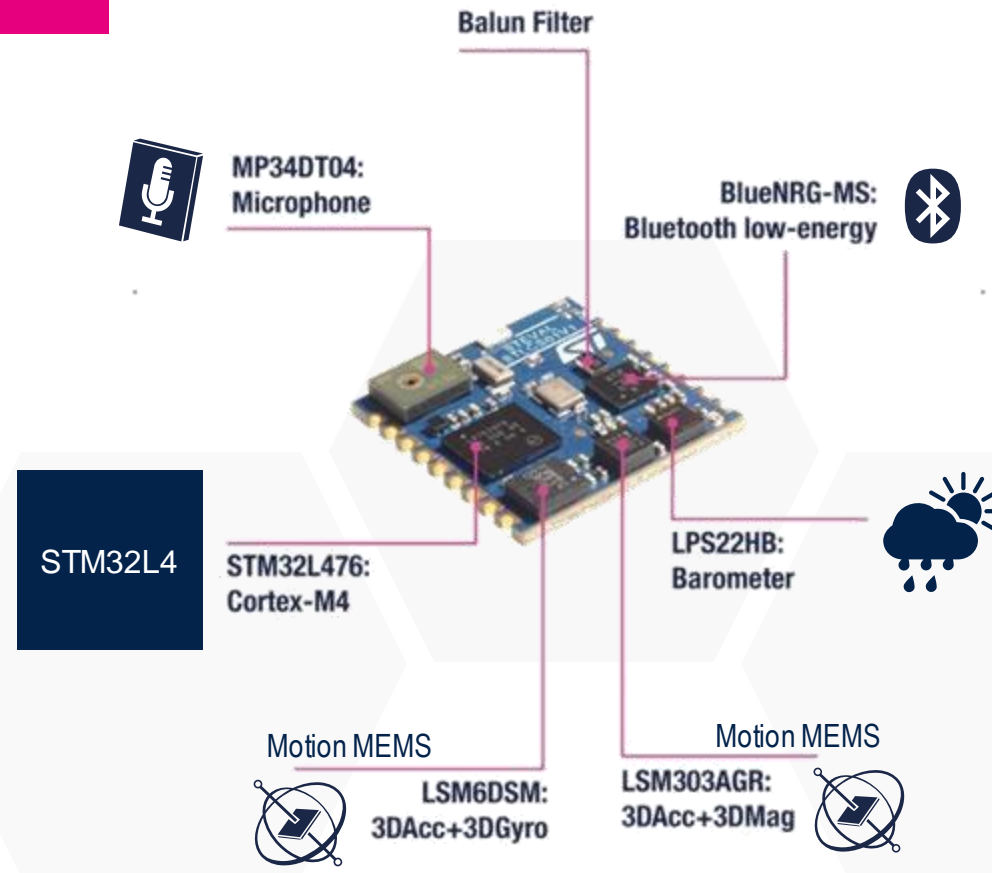 Balun Filter
MP34DT04:
Microphone
BlueNRG-MS:
Bluetooth low-energy
STEVAL
STM32L4
STM32L476:
Cortex-M4
LPS22HB:
Barometer
Motion MEMS
LSM6DSM:
3DAcc+3DGyro
Motion MEMS
LSM303AGR:
3DAcc+3DMag